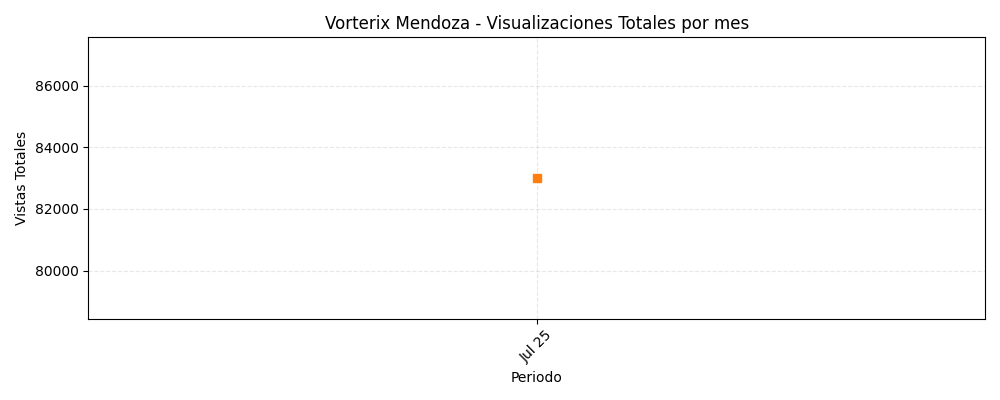 Vorterix Mendoza - Visualizaciones Totales por mes
Vistas Totales
86000
84000
82000
80000
Jul 25
Periodo